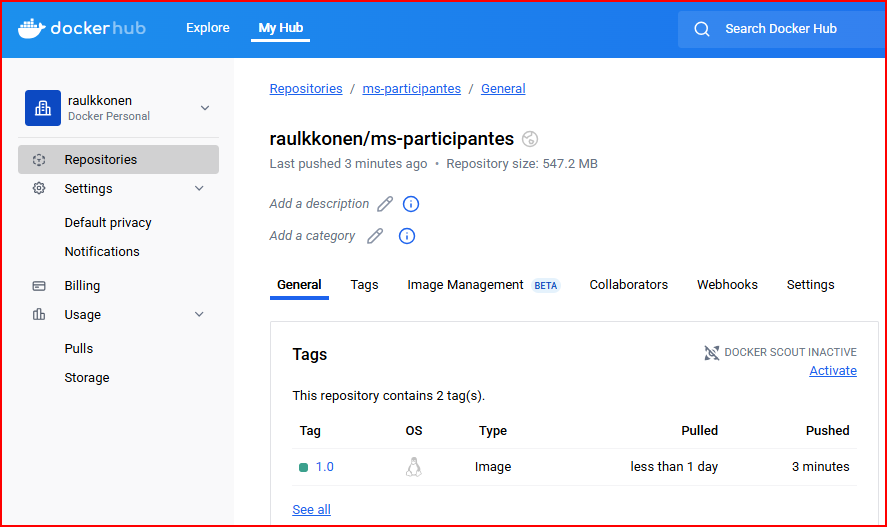 dockerhub
Explore
My Hub
Search Docker Hub
raulkkonen
Docker Personal
Repositories
Settings
Default privacy
Notifications
Billing
Usage
Pulls
Storage
Repositories / ms-participantes / General
raulkkonen/ms-participantes
Last pushed 3 minutes ago • Repository size: 547.2 MB
Add a description
Add a category
General Tags Image Management BETA Collaborators Webhooks Settings
Tags
DOCKER SCOUT INACTIVE
Activate
This repository contains 2 tag(s).
Tag OS Type Pulled Pushed
1.0 Image less than 1 day 3 minutes
See all